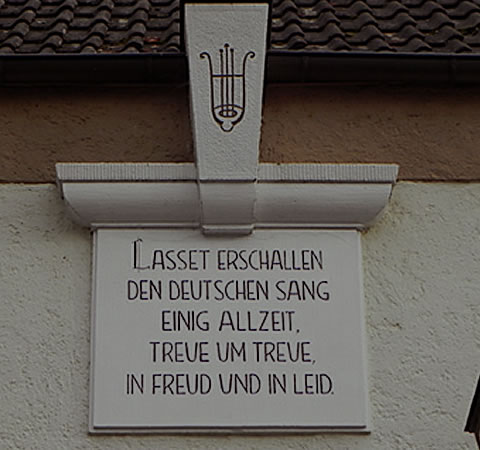 LASSET ERSCHALLEN
DEN DEUTSCHEN SANG
EINIG ALLZEIT,
TREUE UM TREUE,
IN FREUD UND IN LEID.